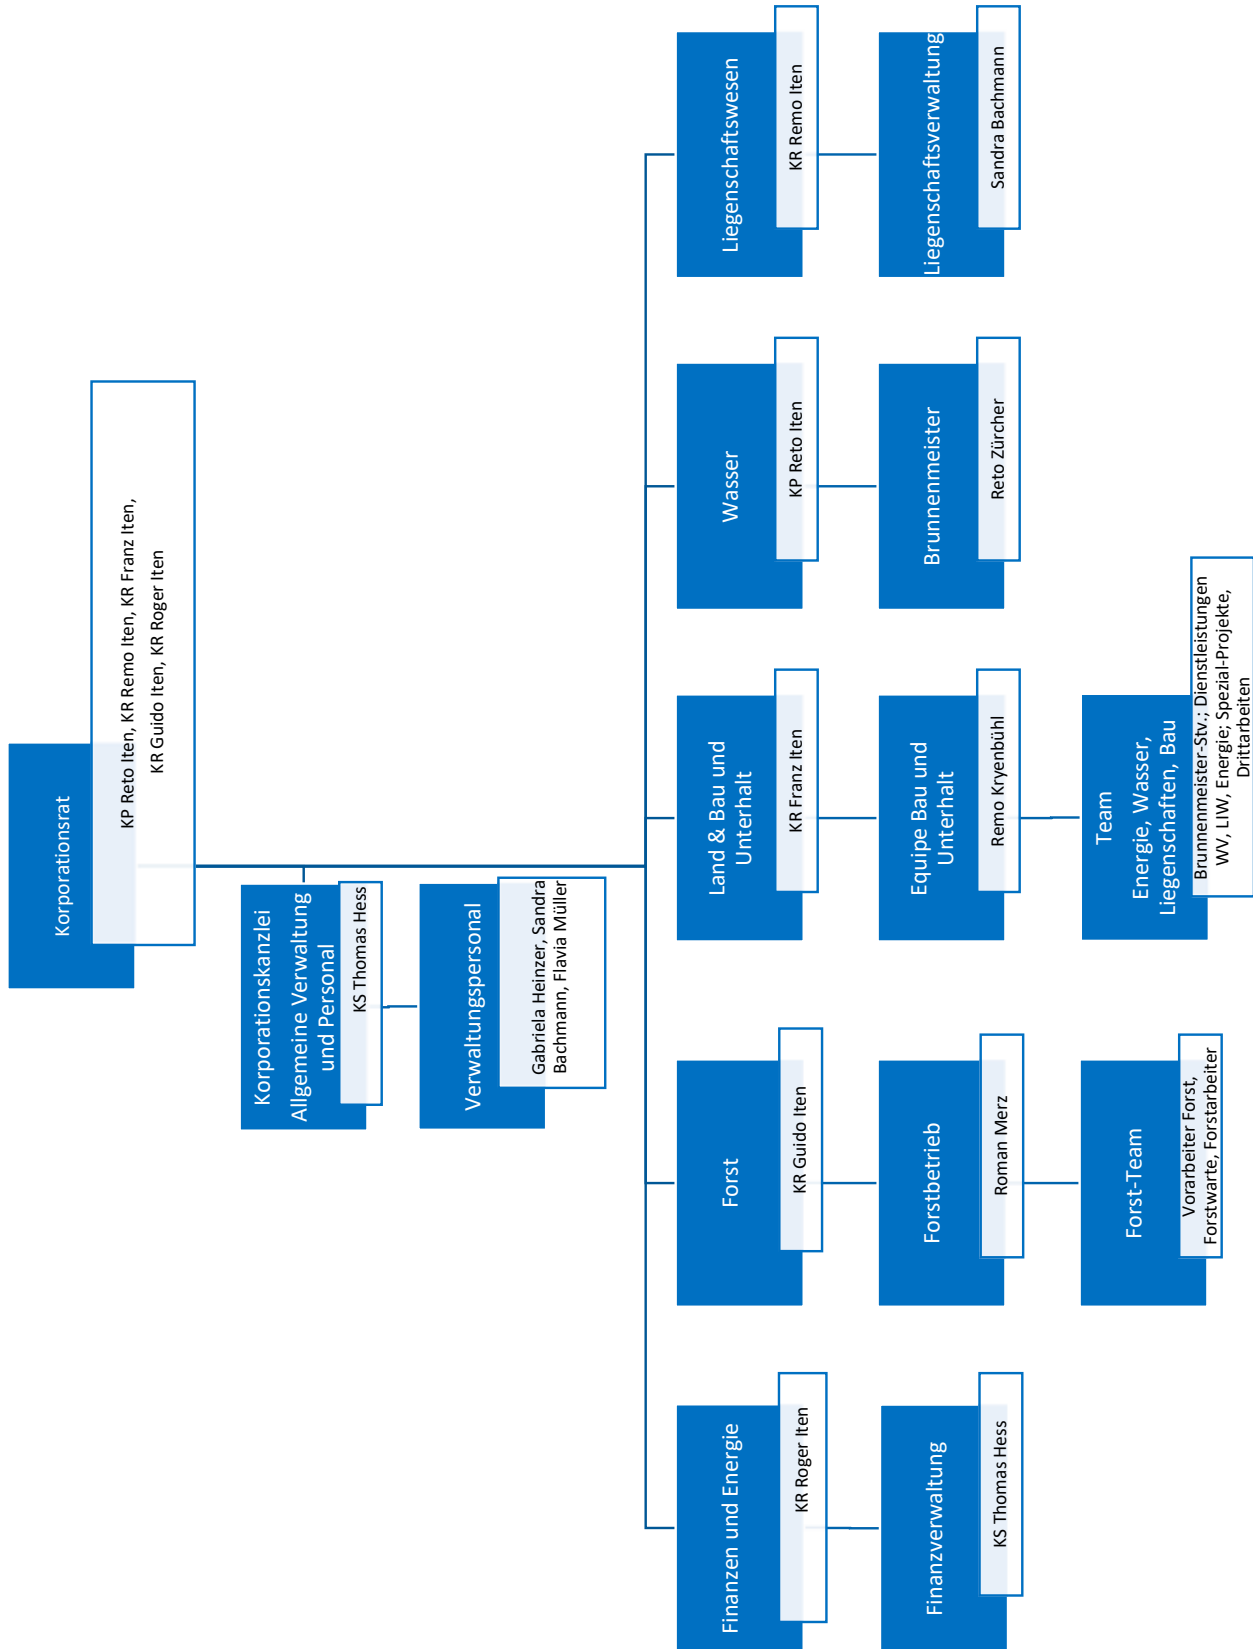 Korporationsrat
KP Reto Iten, KR Remo Iten, KR Franz Iten,
KR Guido Iten, KR Roger Iten
Korporationskanzlei
Allgemeine Verwaltung
und Personal
KS Thomas Hess
Verwaltungspersonal
Gabriela Heinzer, Sandra
Bachmann, Flavia Müller
Finanzen und Energie
KR Roger Iten
Finanzverwaltung
KS Thomas Hess
Forst
KR Guido Iten
Forstbetrieb
Roman Merz
Forst-Team
Vorarbeiter Forst,
Forstwarte, Forstarbeiter
Land & Bau und
Unterhalt
KR Franz Iten
Equipe Bau und
Unterhalt
Remo Kryenbühl
Team
Energie, Wasser,
Liegenschaften, Bau
Brunnenmeister-Stv.; Dienstleistungen
WV, LIW, Energie; Spezial-Projekte,
Drittarbeiten
Wasser
KP Reto Iten
Brunnenmeister
Reto Zürcher
Liegenschaftswesen
KR Remo Iten
Liegenschaftsverwaltung
Sandra Bachmann